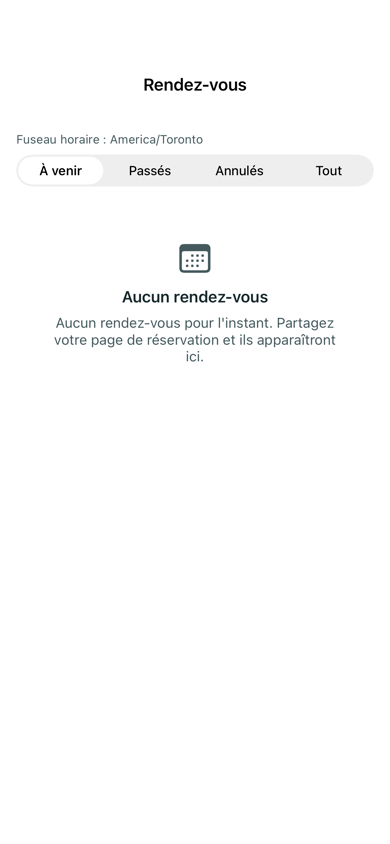 Rendez-vous
Fuseau horaire : America/Toronto
À venir
Passés
Annulés
Tout
Aucun rendez-vous
Aucun rendez-vous pour l'instant. Partagez
votre page de réservation et ils apparaîtront
ici.